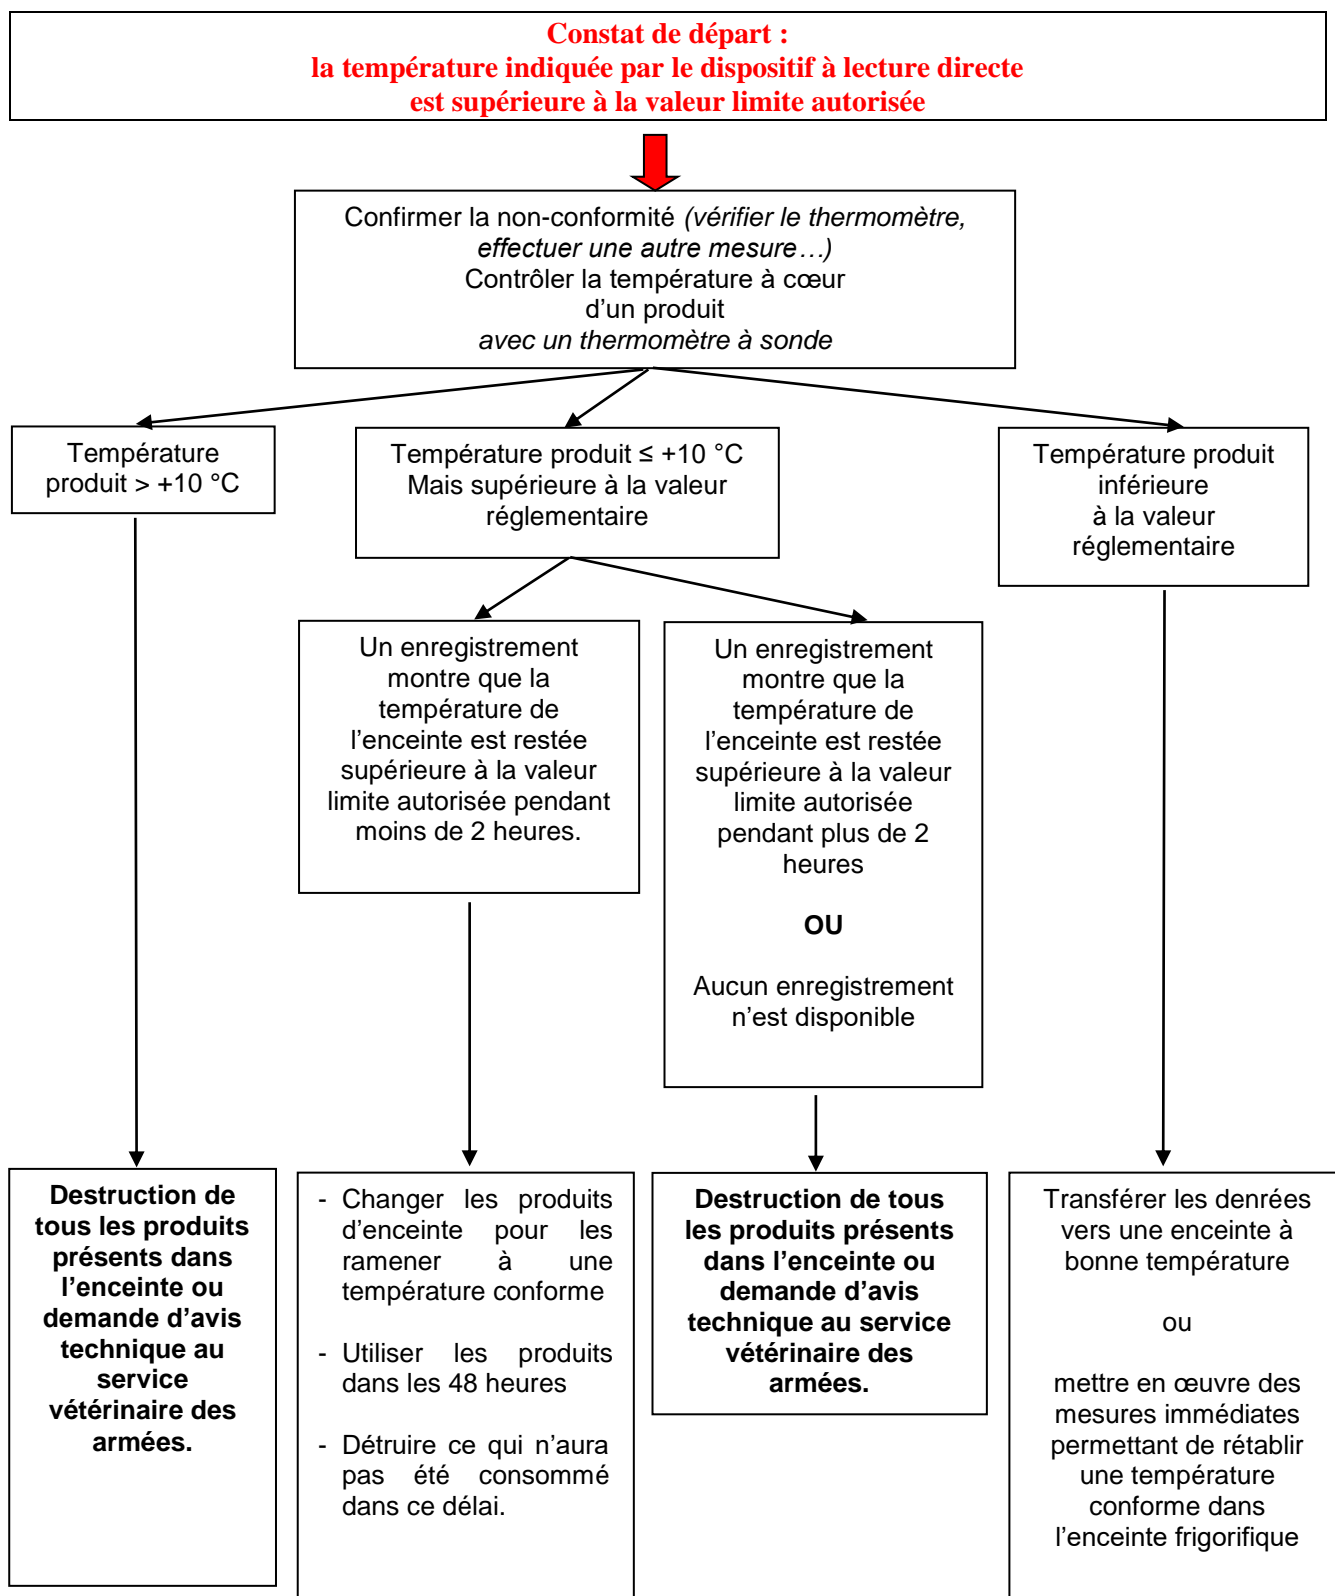 Constat de départ :
la température indiquée par le dispositif à lecture directe
est supérieure à la valeur limite autorisée
Confirmer la non-conformité (vérifier le thermomètre,
effectuer une autre mesure…)
Contrôler la température à cœur
d’un produit
avec un thermomètre à sonde
Température
produit > +10 °C
Température produit ≤ +10 °C
Mais supérieure à la valeur
réglementaire
Température produit
inférieure
à la valeur
réglementaire
Un enregistrement
montre que la
température de
l’enceinte est restée
supérieure à la valeur
limite autorisée pendant
moins de 2 heures.
Un enregistrement
montre que la
température de
l’enceinte est restée
supérieure à la valeur
limite autorisée
pendant plus de 2
heures
OU
Aucun enregistrement
n’est disponible
Destruction de
tous les produits
présents dans
l’enceinte ou
demande d’avis
technique au
service
vétérinaire des
armées.
- Changer les produits
d’enceinte pour les
ramener à une
température conforme
- Utiliser les produits
dans les 48 heures
- Détruire ce qui n’aura
pas été consommé
dans ce délai.
Destruction de tous
les produits présents
dans l’enceinte ou
demande d’avis
technique au service
vétérinaire des
armées.
Transférer les denrées
vers une enceinte à
bonne température
ou
mettre en œuvre des
mesures immédiates
permettant de rétablir
une température
conforme dans
l’enceinte frigorifique